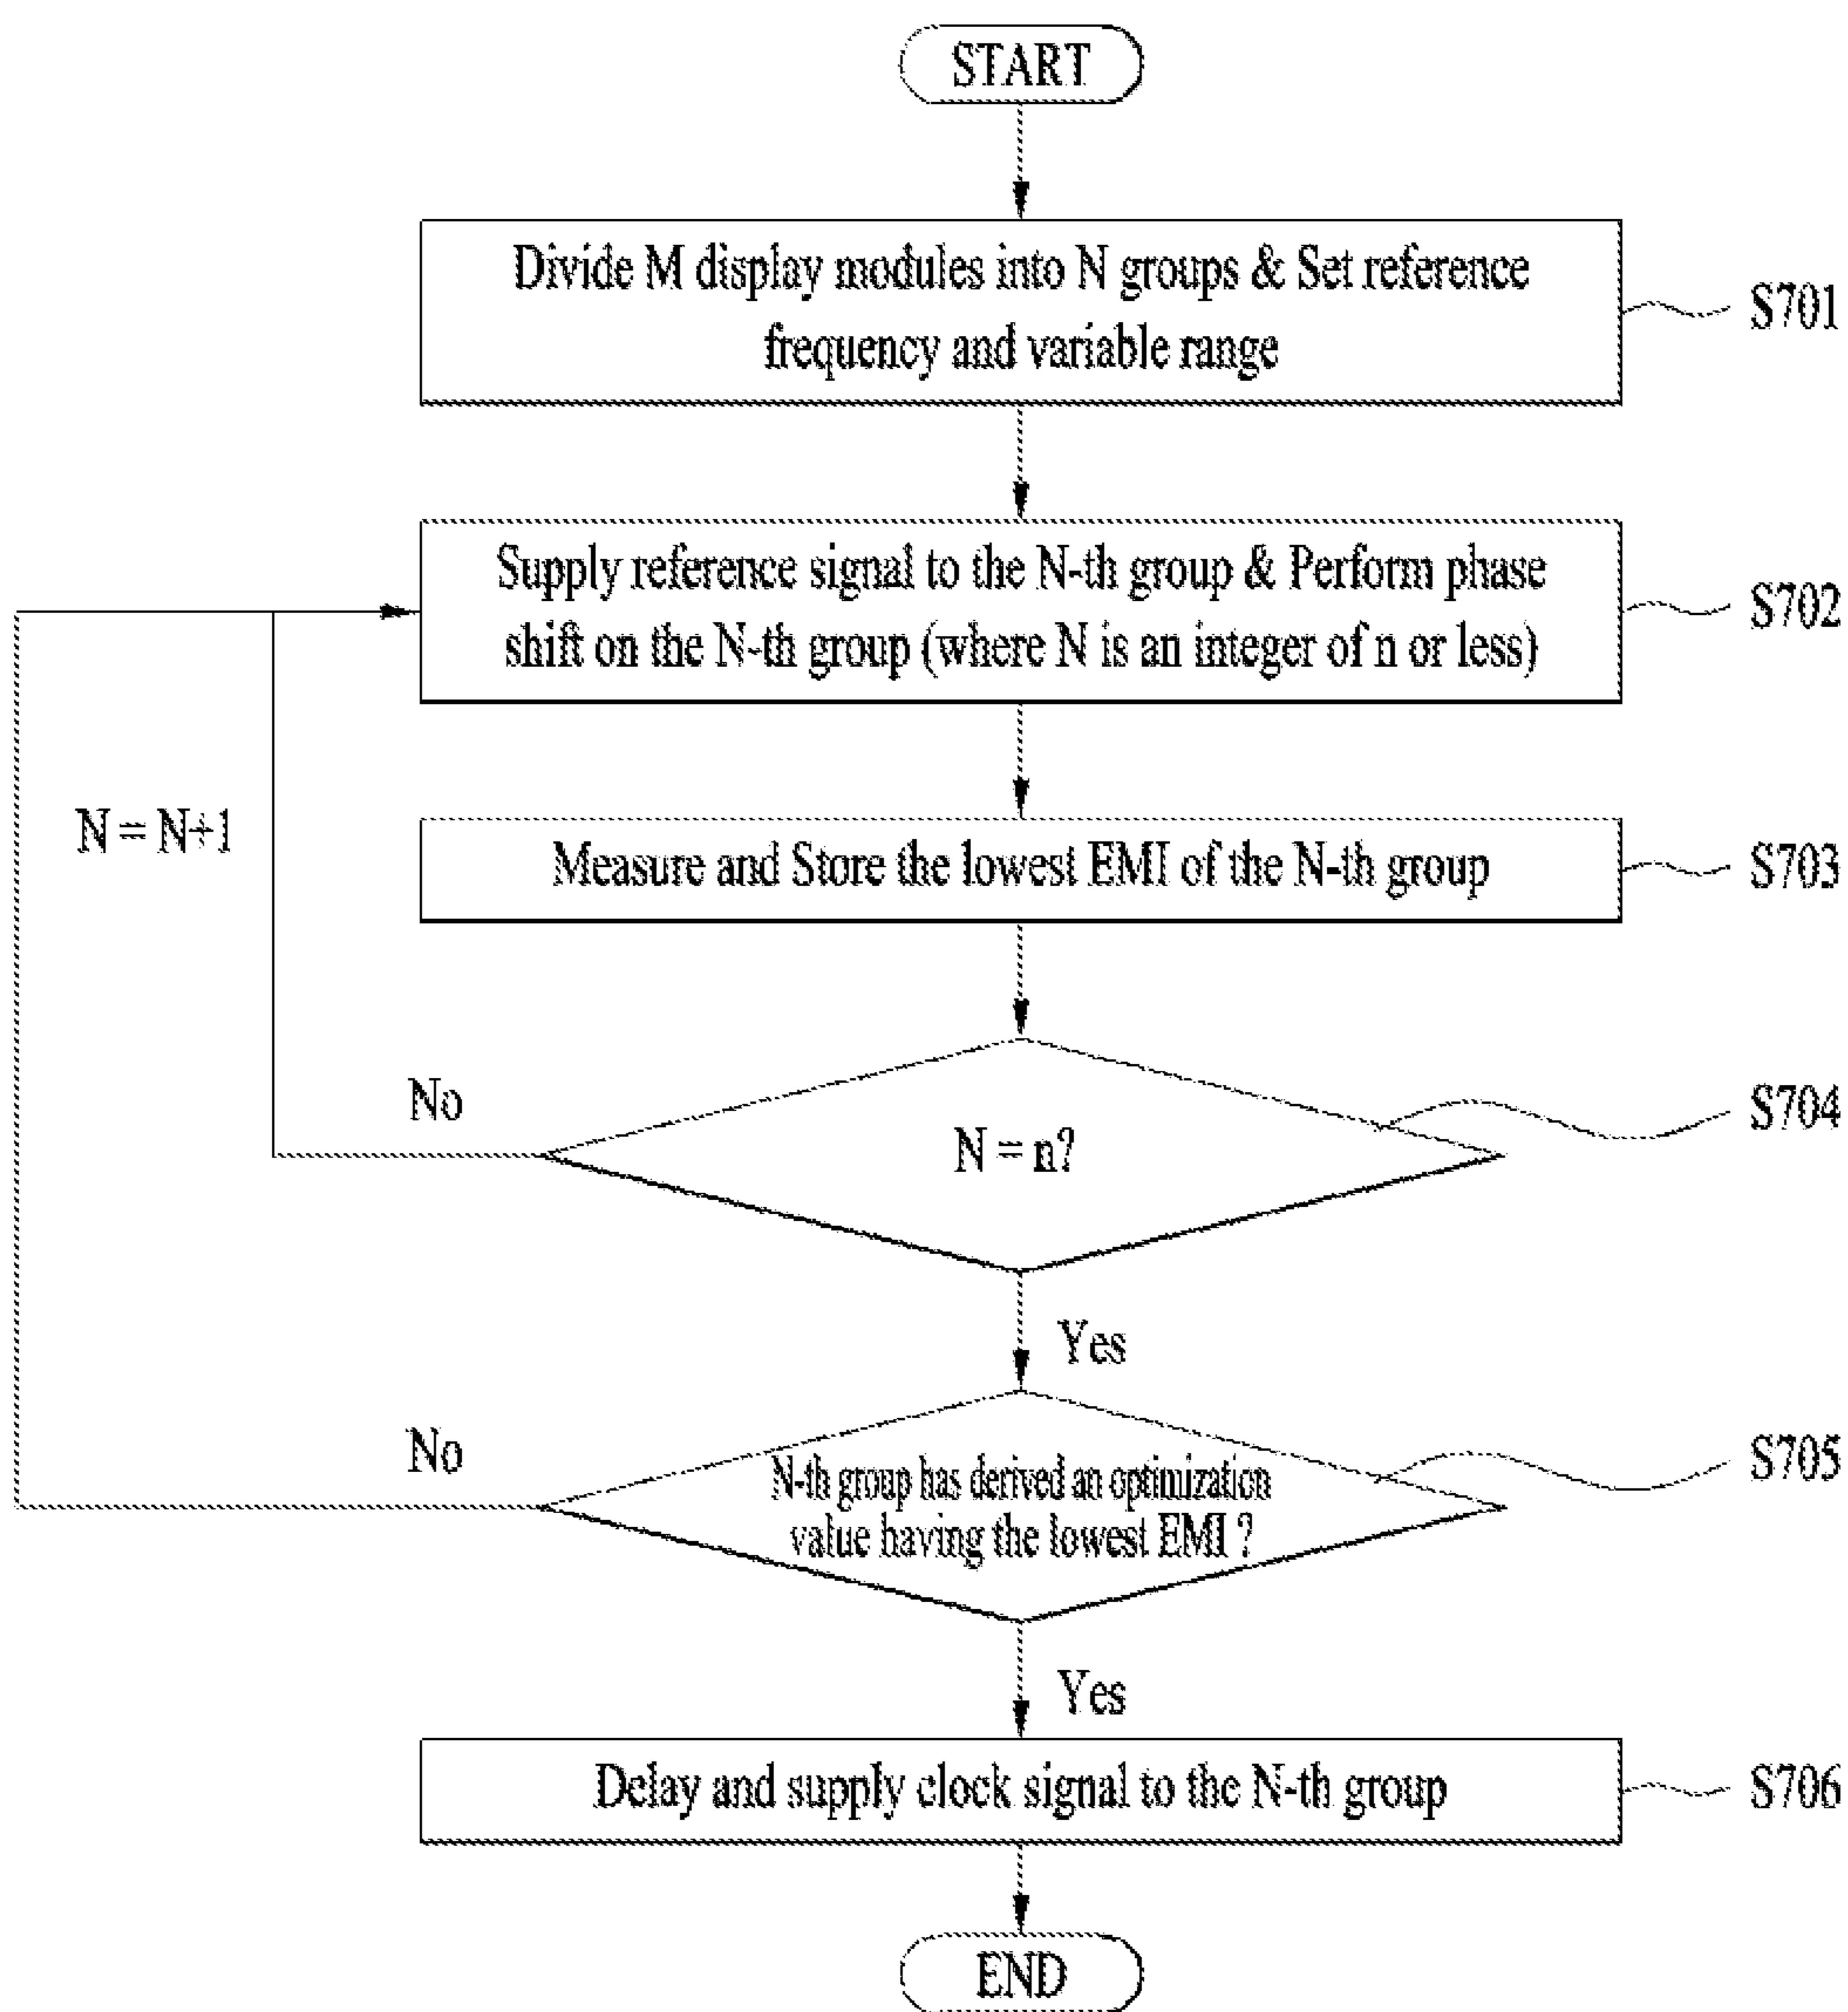 START
Divide M display modules into N groups & Set reference
frequency and variable range
S701
Supply reference signal to the N-th group & Perform phase
shift on the N-th group (where N is an integer of n or less)
S702
N = N+1
Measure and Store the lowest EMI of the N-th group
S703
No
N = n?
S704
Yes
No
N-th group has derived an optimization
value having the lowest EMI ?
S705
Yes
Delay and supply clock signal to the N-th group
S706
END